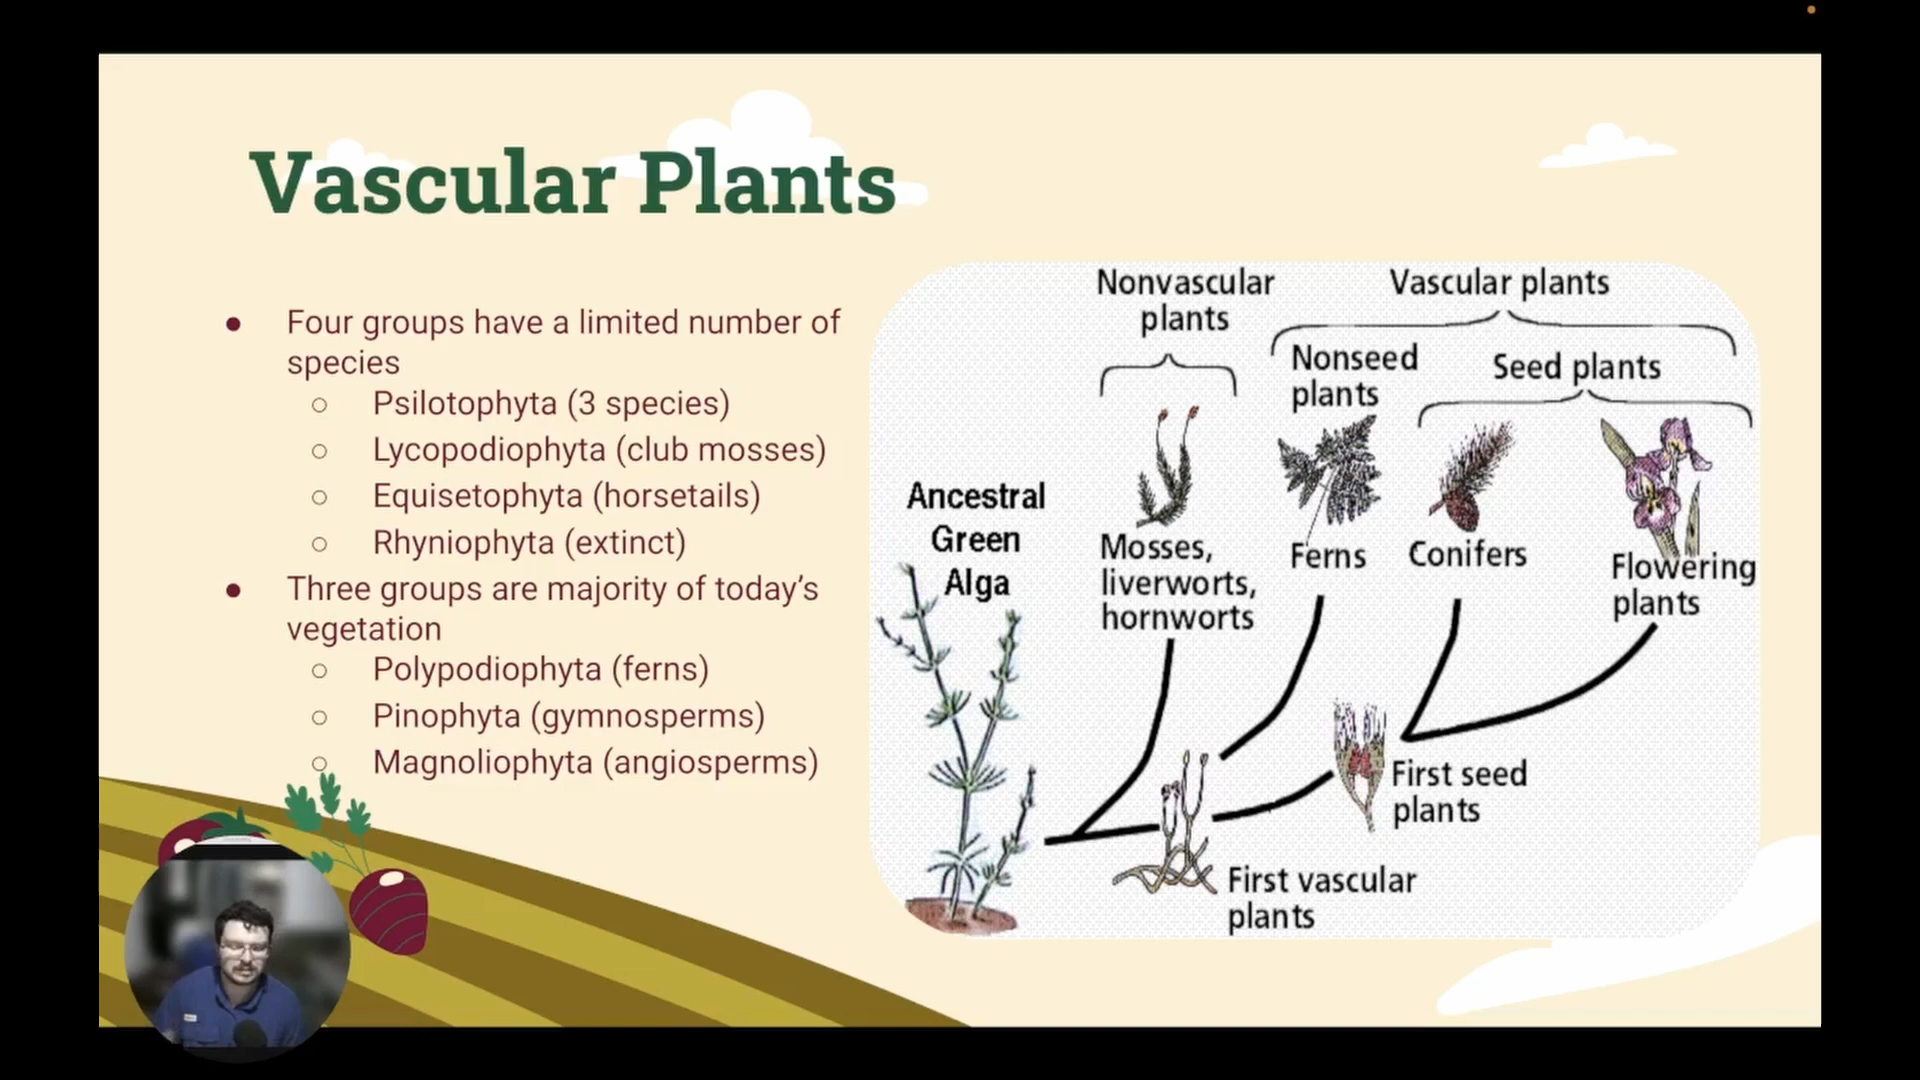 Vascular Plants
● Four groups have a limited number of
species
○ Psilotophyta (3 species)
○ Lycopodiophyta (club mosses)
○ Equisetophyta (horsetails)
○ Rhyniophyta (extinct)
● Three groups are majority of today’s
vegetation
○ Polypodiophyta (ferns)
○ Pinophyta (gymnosperms)
○ Magnoliophyta (angiosperms)
Nonvascular
plants
Vascular plants
Nonseed
plants
Seed plants
Ancestral
Green
Alga
Mosses,
liverworts,
hornworts
Ferns
Conifers
Flowering
plants
First seed
plants
First vascular
plants